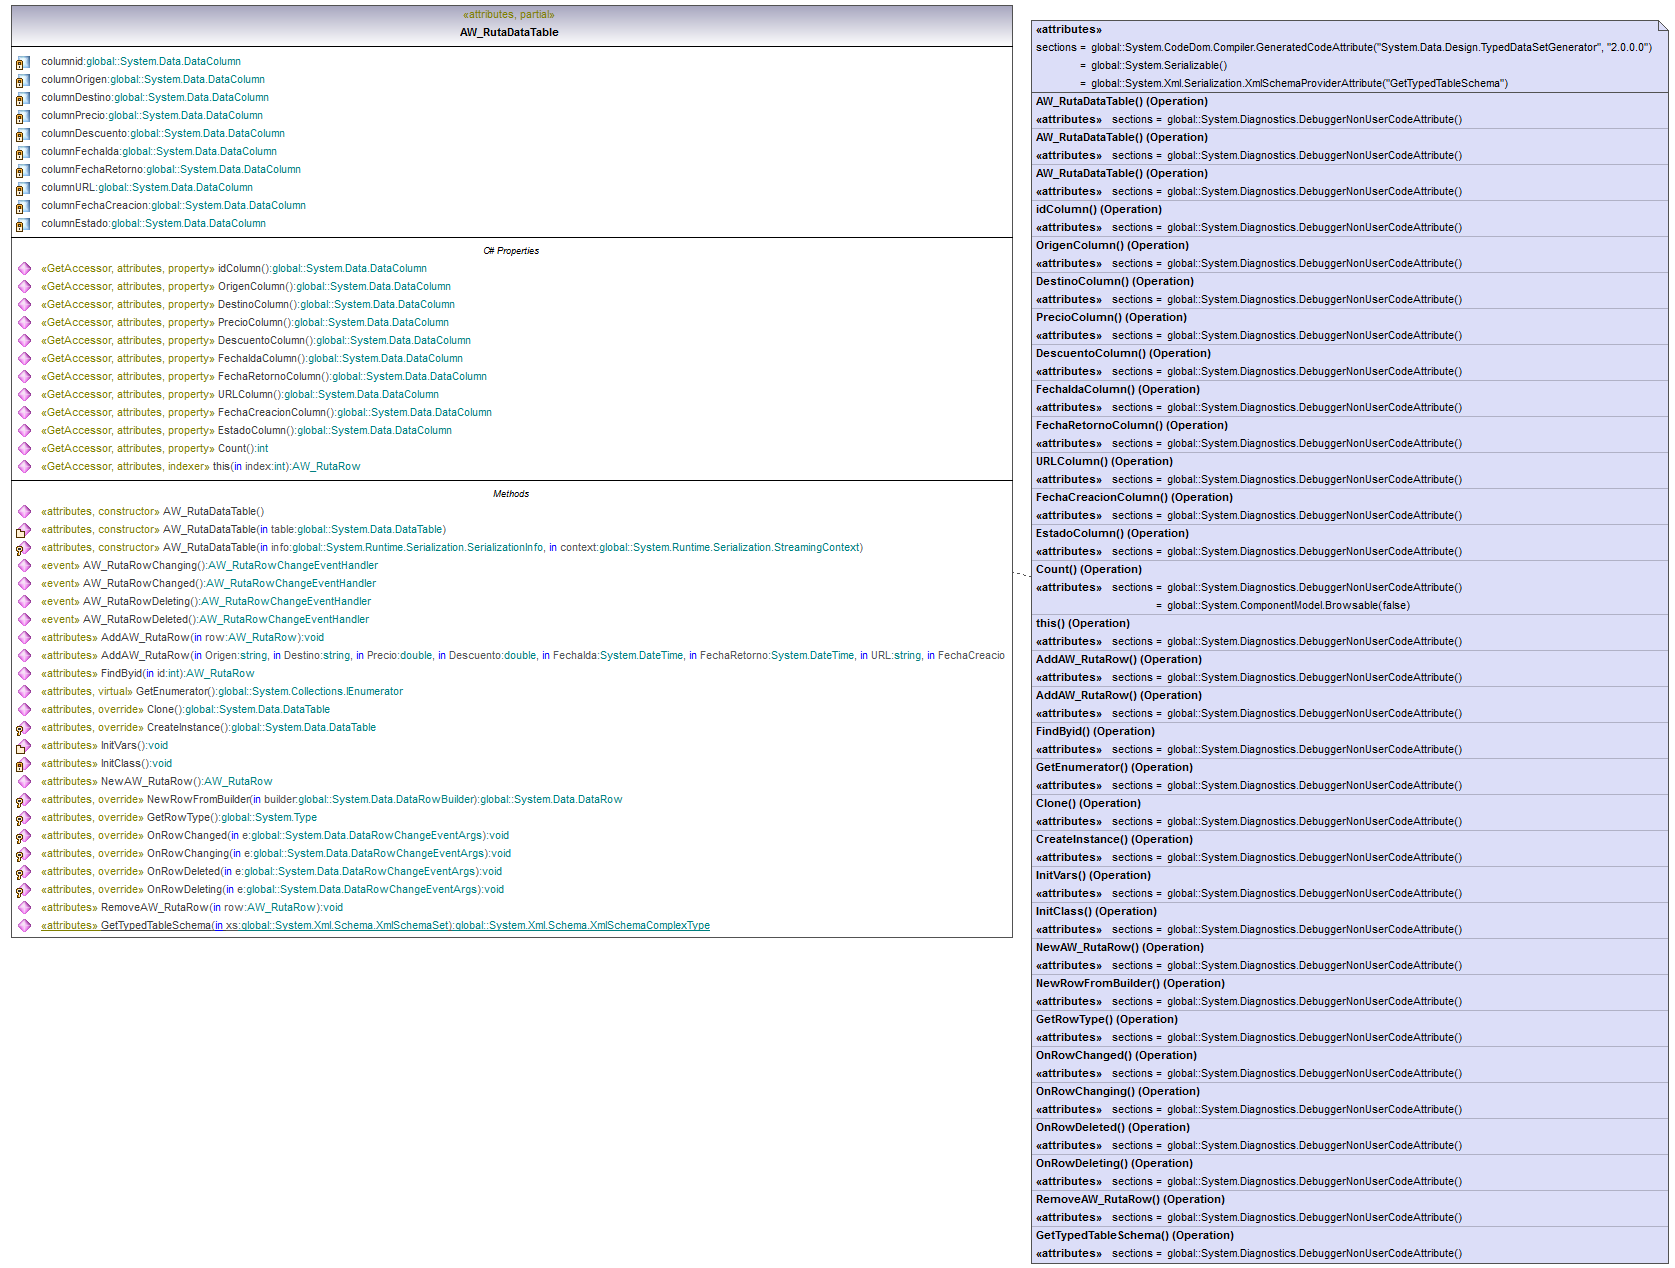 «attributes, partial»
AW_RutaDataTable
columnid:global::System.Data.DataColumn
columnOrigen:global::System.Data.DataColumn
columnDestino:global::System.Data.DataColumn
columnPrecio:global::System.Data.DataColumn
columnDescuento:global::System.Data.DataColumn
columnFechaIda:global::System.Data.DataColumn
columnFechaRetorno:global::System.Data.DataColumn
columnURL:global::System.Data.DataColumn
columnFechaCreacion:global::System.Data.DataColumn
columnEstado:global::System.Data.DataColumn
C# Properties
«GetAccessor, attributes, property» idColumn():global::System.Data.DataColumn
«GetAccessor, attributes, property» OrigenColumn():global::System.Data.DataColumn
«GetAccessor, attributes, property» DestinoColumn():global::System.Data.DataColumn
«GetAccessor, attributes, property» PrecioColumn():global::System.Data.DataColumn
«GetAccessor, attributes, property» DescuentoColumn():global::System.Data.DataColumn
«GetAccessor, attributes, property» FechaIdaColumn():global::System.Data.DataColumn
«GetAccessor, attributes, property» FechaRetornoColumn():global::System.Data.DataColumn
«GetAccessor, attributes, property» URLColumn():global::System.Data.DataColumn
«GetAccessor, attributes, property» FechaCreacionColumn():global::System.Data.DataColumn
«GetAccessor, attributes, property» EstadoColumn():global::System.Data.DataColumn
«GetAccessor, attributes, property» Count():int
«GetAccessor, attributes, indexer» this(in index:int):AW_RutaRow
Methods
«attributes, constructor» AW_RutaDataTable()
«attributes, constructor» AW_RutaDataTable(in table:global::System.Data.DataTable)
«attributes, constructor» AW_RutaDataTable(in info:global::System.Runtime.Serialization.SerializationInfo, in context:global::System.Runtime.Serialization.StreamingContext)
«event» AW_RutaRowChanging():AW_RutaRowChangeEventHandler
«event» AW_RutaRowChanged():AW_RutaRowChangeEventHandler
«event» AW_RutaRowDeleting():AW_RutaRowChangeEventHandler
«event» AW_RutaRowDeleted():AW_RutaRowChangeEventHandler
«attributes» AddAW_RutaRow(in row:AW_RutaRow):void
«attributes» AddAW_RutaRow(in Origen:string, in Destino:string, in Precio:double, in Descuento:double, in FechaIda:System.DateTime, in FechaRetorno:System.DateTime, in URL:string, in FechaCreacio
«attributes» FindByid(in id:int):AW_RutaRow
«attributes, virtual» GetEnumerator():global::System.Collections.IEnumerator
«attributes, override» Clone():global::System.Data.DataTable
«attributes, override» CreateInstance():global::System.Data.DataTable
«attributes» InitVars():void
«attributes» InitClass():void
«attributes» NewAW_RutaRow():AW_RutaRow
«attributes, override» NewRowFromBuilder(in builder:global::System.Data.DataRowBuilder):global::System.Data.DataRow
«attributes, override» GetRowType():global::System.Type
«attributes, override» OnRowChanged(in e:global::System.Data.DataRowChangeEventArgs):void
«attributes, override» OnRowChanging(in e:global::System.Data.DataRowChangeEventArgs):void
«attributes, override» OnRowDeleted(in e:global::System.Data.DataRowChangeEventArgs):void
«attributes, override» OnRowDeleting(in e:global::System.Data.DataRowChangeEventArgs):void
«attributes» RemoveAW_RutaRow(in row:AW_RutaRow):void
«attributes» GetTypedTableSchema(in xs:global::System.Xml.Schema.XmlSchemaSet):global::System.Xml.Schema.XmlSchemaComplexType
«attributes»
sections = global::System.CodeDom.Compiler.GeneratedCodeAttribute("System.Data.Design.TypedDataSetGenerator", "2.0.0.0")
= global::System.Serializable()
= global::System.Xml.Serialization.XmlSchemaProviderAttribute("GetTypedTableSchema")
AW_RutaDataTable() (Operation)
«attributes» sections = global::System.Diagnostics.DebuggerNonUserCodeAttribute()
AW_RutaDataTable() (Operation)
«attributes» sections = global::System.Diagnostics.DebuggerNonUserCodeAttribute()
AW_RutaDataTable() (Operation)
«attributes» sections = global::System.Diagnostics.DebuggerNonUserCodeAttribute()
idColumn() (Operation)
«attributes» sections = global::System.Diagnostics.DebuggerNonUserCodeAttribute()
OrigenColumn() (Operation)
«attributes» sections = global::System.Diagnostics.DebuggerNonUserCodeAttribute()
DestinoColumn() (Operation)
«attributes» sections = global::System.Diagnostics.DebuggerNonUserCodeAttribute()
PrecioColumn() (Operation)
«attributes» sections = global::System.Diagnostics.DebuggerNonUserCodeAttribute()
DescuentoColumn() (Operation)
«attributes» sections = global::System.Diagnostics.DebuggerNonUserCodeAttribute()
FechaIdaColumn() (Operation)
«attributes» sections = global::System.Diagnostics.DebuggerNonUserCodeAttribute()
FechaRetornoColumn() (Operation)
«attributes» sections = global::System.Diagnostics.DebuggerNonUserCodeAttribute()
URLColumn() (Operation)
«attributes» sections = global::System.Diagnostics.DebuggerNonUserCodeAttribute()
FechaCreacionColumn() (Operation)
«attributes» sections = global::System.Diagnostics.DebuggerNonUserCodeAttribute()
EstadoColumn() (Operation)
«attributes» sections = global::System.Diagnostics.DebuggerNonUserCodeAttribute()
Count() (Operation)
«attributes» sections = global::System.Diagnostics.DebuggerNonUserCodeAttribute()
= global::System.ComponentModel.Browsable(false)
this() (Operation)
«attributes» sections = global::System.Diagnostics.DebuggerNonUserCodeAttribute()
AddAW_RutaRow() (Operation)
«attributes» sections = global::System.Diagnostics.DebuggerNonUserCodeAttribute()
AddAW_RutaRow() (Operation)
«attributes» sections = global::System.Diagnostics.DebuggerNonUserCodeAttribute()
FindByid() (Operation)
«attributes» sections = global::System.Diagnostics.DebuggerNonUserCodeAttribute()
GetEnumerator() (Operation)
«attributes» sections = global::System.Diagnostics.DebuggerNonUserCodeAttribute()
Clone() (Operation)
«attributes» sections = global::System.Diagnostics.DebuggerNonUserCodeAttribute()
CreateInstance() (Operation)
«attributes» sections = global::System.Diagnostics.DebuggerNonUserCodeAttribute()
InitVars() (Operation)
«attributes» sections = global::System.Diagnostics.DebuggerNonUserCodeAttribute()
InitClass() (Operation)
«attributes» sections = global::System.Diagnostics.DebuggerNonUserCodeAttribute()
NewAW_RutaRow() (Operation)
«attributes» sections = global::System.Diagnostics.DebuggerNonUserCodeAttribute()
NewRowFromBuilder() (Operation)
«attributes» sections = global::System.Diagnostics.DebuggerNonUserCodeAttribute()
GetRowType() (Operation)
«attributes» sections = global::System.Diagnostics.DebuggerNonUserCodeAttribute()
OnRowChanged() (Operation)
«attributes» sections = global::System.Diagnostics.DebuggerNonUserCodeAttribute()
OnRowChanging() (Operation)
«attributes» sections = global::System.Diagnostics.DebuggerNonUserCodeAttribute()
OnRowDeleted() (Operation)
«attributes» sections = global::System.Diagnostics.DebuggerNonUserCodeAttribute()
OnRowDeleting() (Operation)
«attributes» sections = global::System.Diagnostics.DebuggerNonUserCodeAttribute()
RemoveAW_RutaRow() (Operation)
«attributes» sections = global::System.Diagnostics.DebuggerNonUserCodeAttribute()
GetTypedTableSchema() (Operation)
«attributes» sections = global::System.Diagnostics.DebuggerNonUserCodeAttribute()